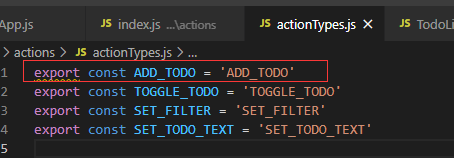 App.js JS index.js ...\actions JS actionTypes.js × JS TodoLi
> actions > JS actionTypes.js > ...
1 export const ADD_TODO = 'ADD_TODO'
2 export const TOGGLE_TODO = 'TOGGLE_TODO'
3 export const SET_FILTER = 'SET_FILTER'
4 export const SET_TODO_TEXT = 'SET_TODO_TEXT'
5